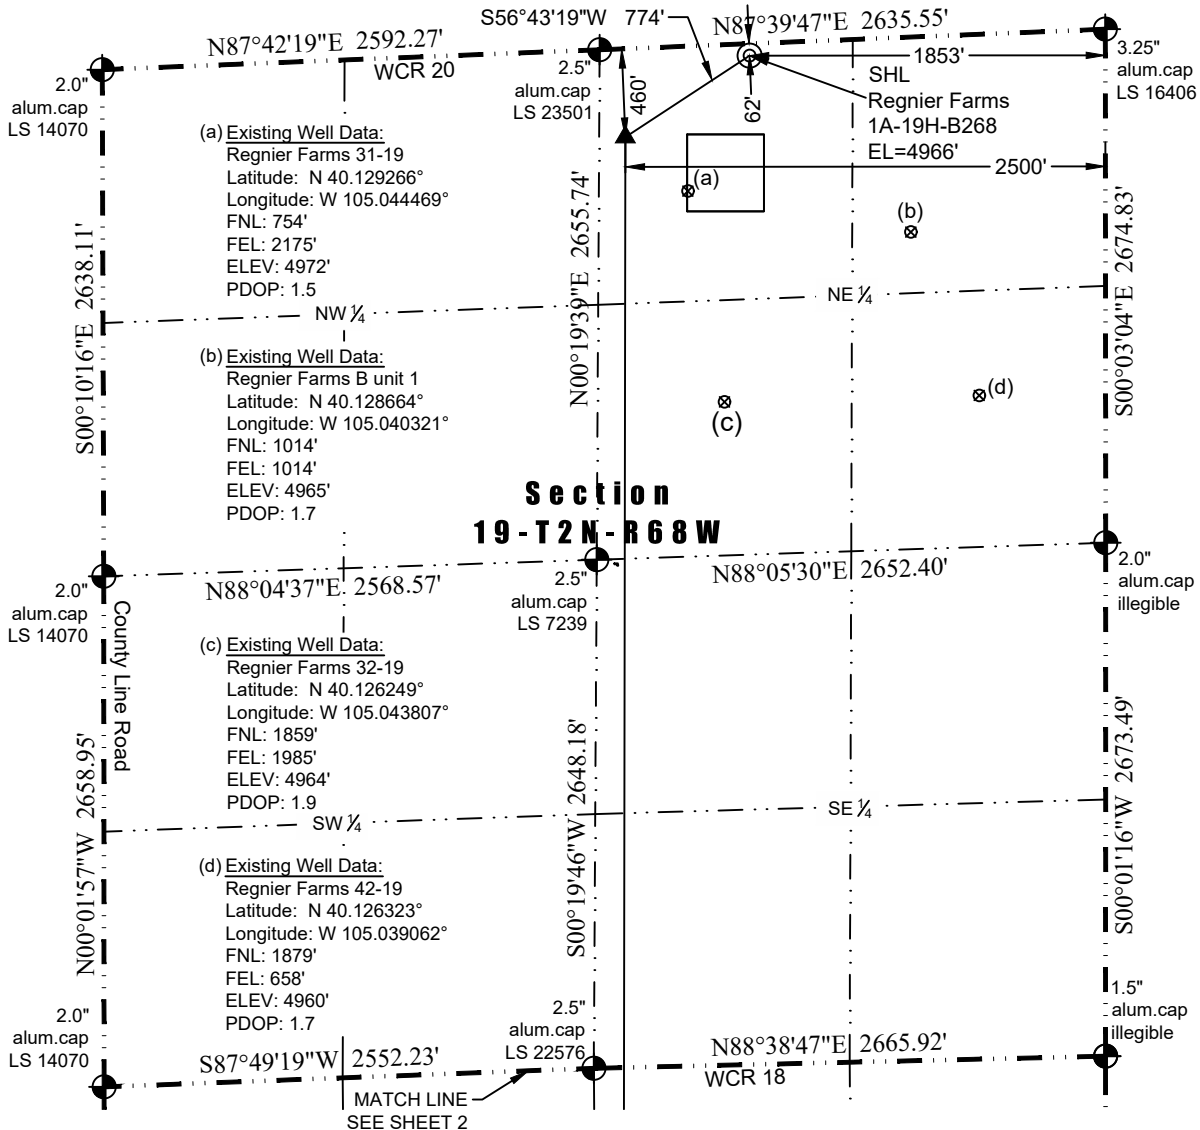 S56°43'19"W 774'
N87°39'47"E 2635.55'
N87°42'19"E 2592.27'
WCR 20
2.0"
alum.cap
LS 14070
2.5"
alum.cap
LS 23501
460'
62'
1853'
SHL
Regnier Farms
1A-19H-B268
EL=4966'
3.25"
alum.cap
LS 16406
2500'
(a) Existing Well Data:
Regnier Farms 31-19
Latitude: N 40.129266°
Longitude: W 105.044469°
FNL: 754'
FEL: 2175'
ELEV: 4972'
PDOP: 1.5
(a)
(b)
S00°10'16"E 2638.11'
N00°19'39"E 2655.74'
S00°03'04"E 2674.83'
NW 1/4
NE 1/4
(b) Existing Well Data:
Regnier Farms B unit 1
Latitude: N 40.128664°
Longitude: W 105.040321°
FNL: 1014'
FEL: 1014'
ELEV: 4965'
PDOP: 1.7
(c)
(d)
Section
19-T2N-R68W
N88°04'37"E 2568.57'
N88°05'30"E 2652.40'
2.0"
alum.cap
LS 14070
2.5"
alum.cap
LS 7239
2.0"
alum.cap
illegible
County Line Road
(c) Existing Well Data:
Regnier Farms 32-19
Latitude: N 40.126249°
Longitude: W 105.043807°
FNL: 1859'
FEL: 1985'
ELEV: 4964'
PDOP: 1.9
N00°01'57"W 2658.95'
S00°19'46"W 2648.18'
S00°01'16"W 2673.49'
SW 1/4
SE 1/4
(d) Existing Well Data:
Regnier Farms 42-19
Latitude: N 40.126323°
Longitude: W 105.039062°
FNL: 1879'
FEL: 658'
ELEV: 4960'
PDOP: 1.7
2.0"
alum.cap
LS 14070
2.5"
alum.cap
LS 22576
1.5"
alum.cap
illegible
S87°49'19"W 2552.23'
N88°38'47"E 2665.92'
WCR 18
MATCH LINE
SEE SHEET 2